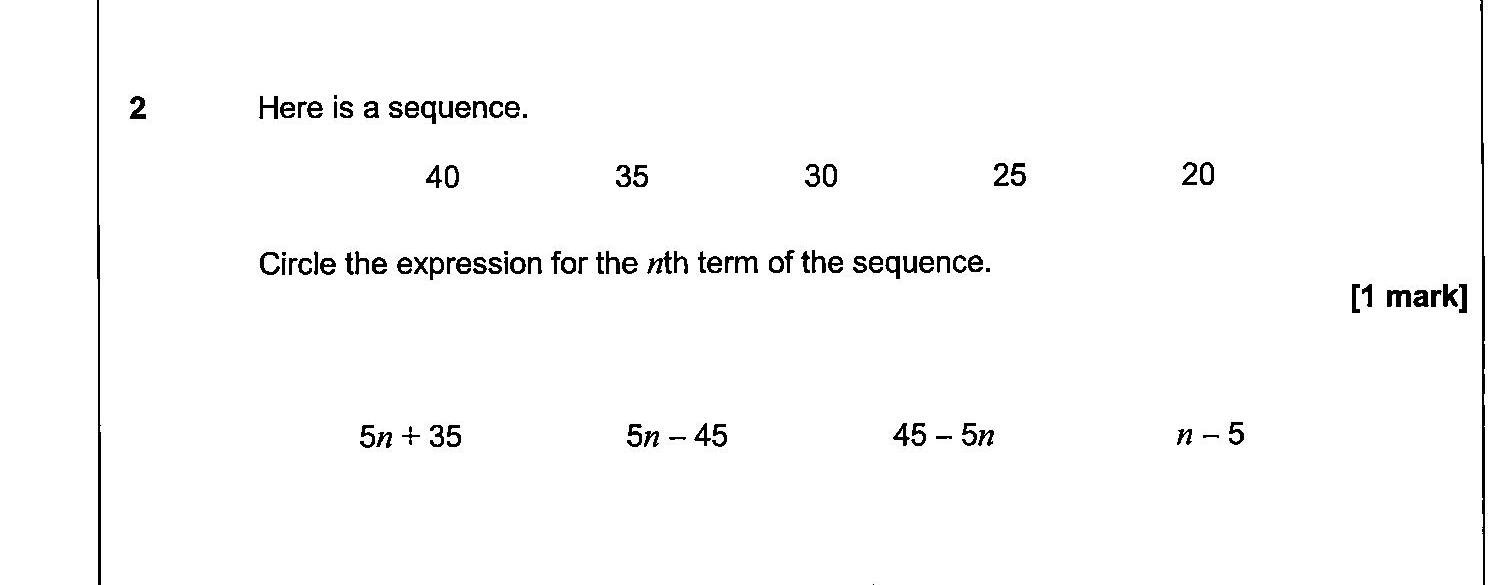 2 Here is a sequence.
40 35 30 25 20
Circle the expression for the nth term of the sequence.
[1 mark]
5n + 35 5n – 45 45 – 5n n – 5